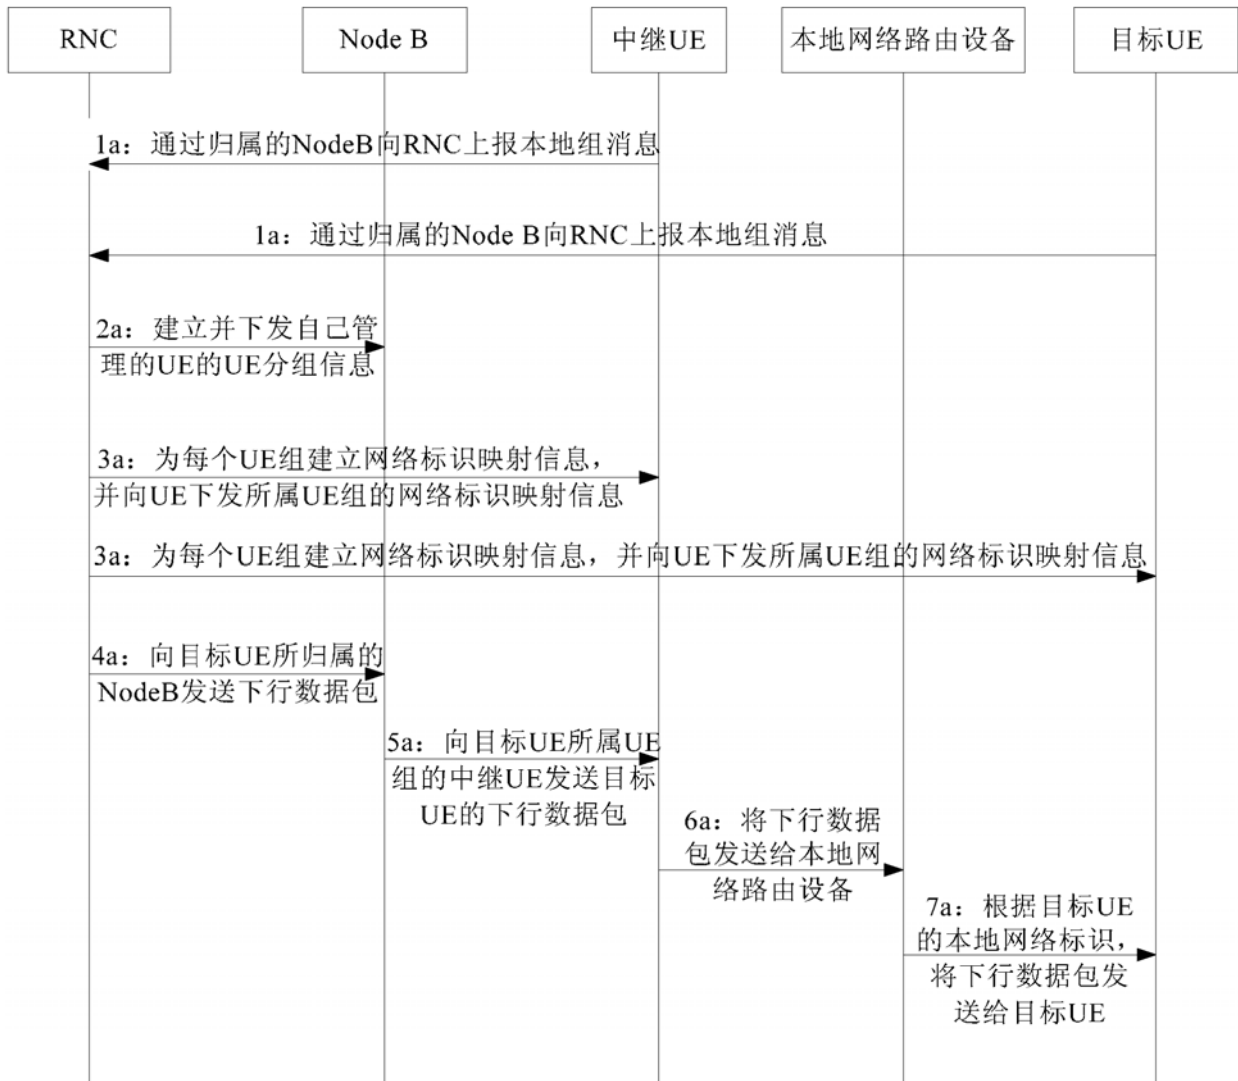 RNC
Node B
中继UE
本地网络路由设备
目标UE
1a：通过归属的NodeB向RNC上报本地组消息
1a：通过归属的Node B向RNC上报本地组消息
2a：建立并下发自己管
理的UE的UE分组信息
3a：为每个UE组建立网络标识映射信息，
并向UE下发所属UE组的网络标识映射信息
3a：为每个UE组建立网络标识映射信息，并向UE下发所属UE组的网络标识映射信息
4a：向目标UE所归属的
NodeB发送下行数据包
5a：向目标UE所属UE
组的中继UE发送目标
UE的下行数据包
6a：将下行数据
包发送给本地网
络路由设备
7a：根据目标UE
的本地网络标识，
将下行数据包发
送给目标UE